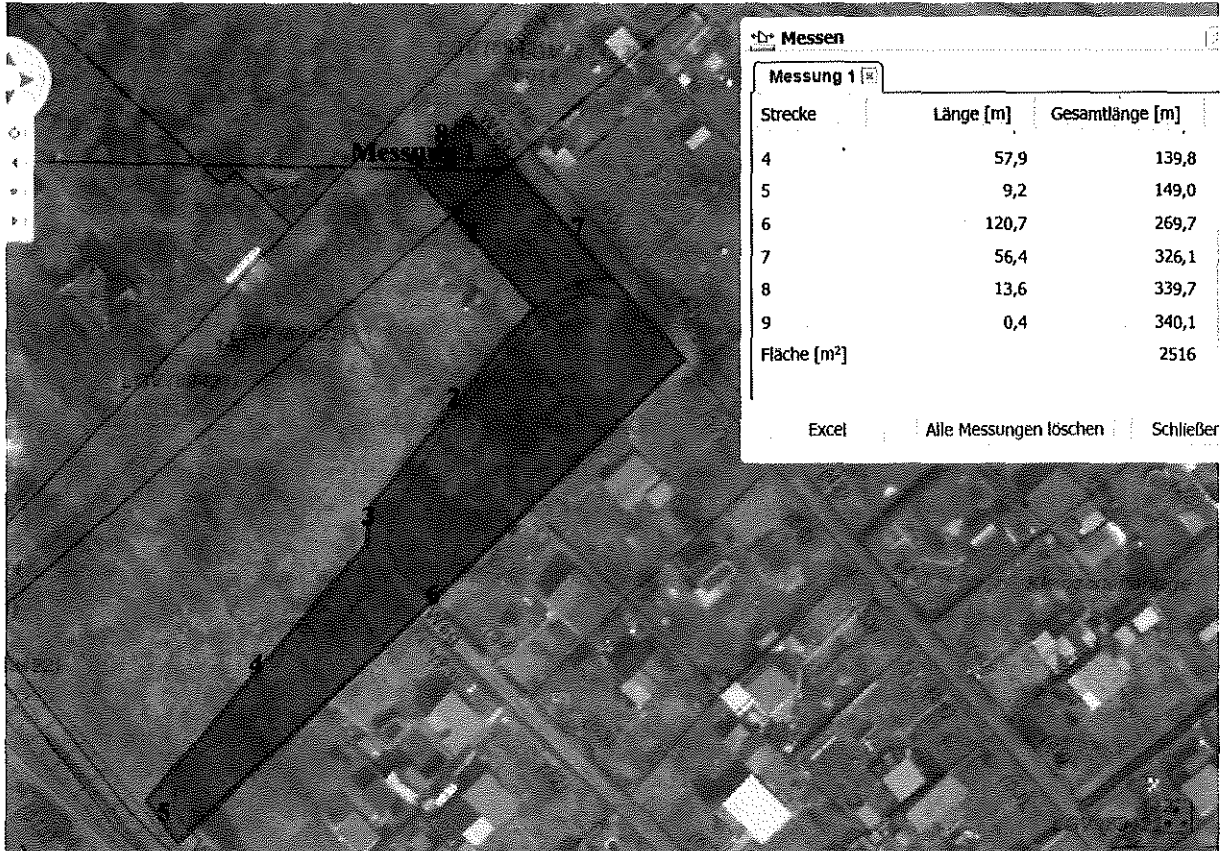 Messen
Messung 1
Strecke Länge [m] Gesamtlänge [m]
4 57,9 139,8
5 9,2 149,0
6 120,7 269,7
7 56,4 326,1
8 13,6 339,7
9 0,4 340,1
Fläche [m²] 2516
Excel Alle Messungen löschen Schließen
Messung 1
7
2
3
6
4
5